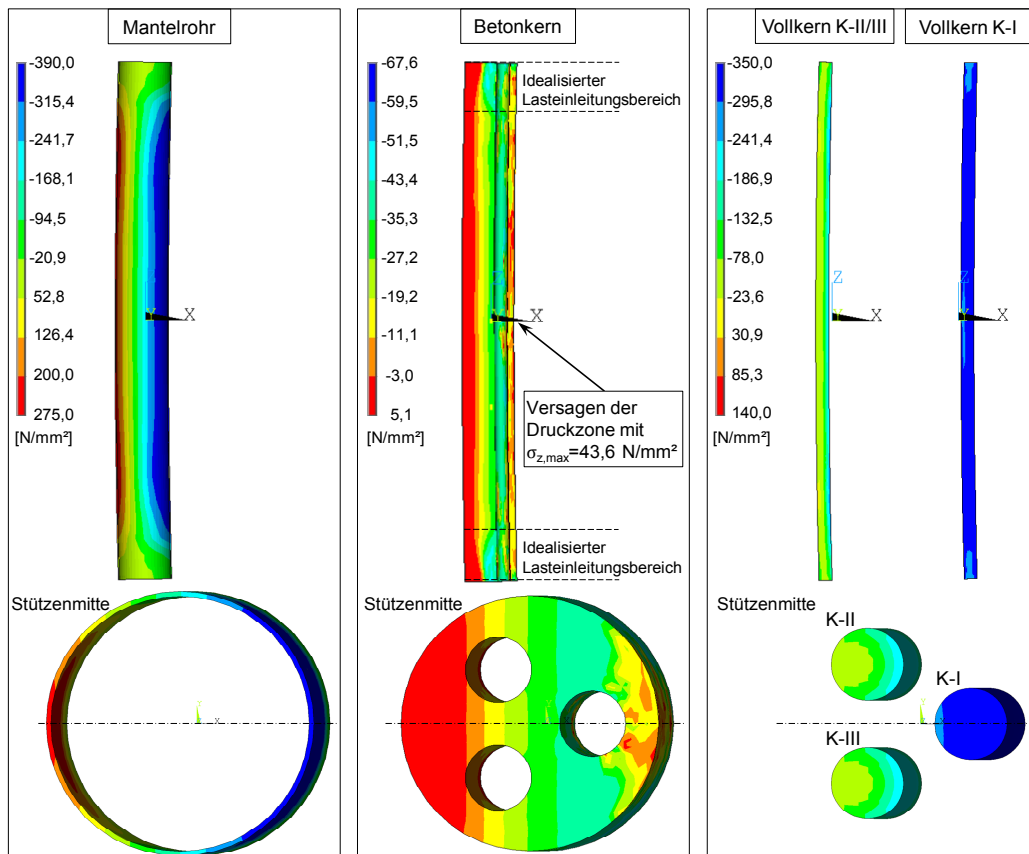 Mantelrohr
-390,0
-315,4
-241,7
-168,1
-94,5
-20,9
52,8
126,4
200,0
275,0
[N/mm²]
Y
X
Stützenmitte
Y
Z
X
Betonkern
-67,6
-59,5
-51,5
-43,4
-35,3
-27,2
-19,2
-11,1
-3,0
5,1
[N/mm²]
Idealisierter
Lasteinleitungsbereich
Z
Y
X
Versagen der
Druckzone mit
σz,max=43,6 N/mm²
Idealisierter
Lasteinleitungsbereich
Stützenmitte
Vollkern K-II/III
Vollkern K-I
-350,0
-295,8
-241,4
-186,9
-132,5
-78,0
-23,6
30,9
85,3
140,0
[N/mm²]
Z
Y
X
Z
Y
X
Stützenmitte
K-II
K-I
K-III